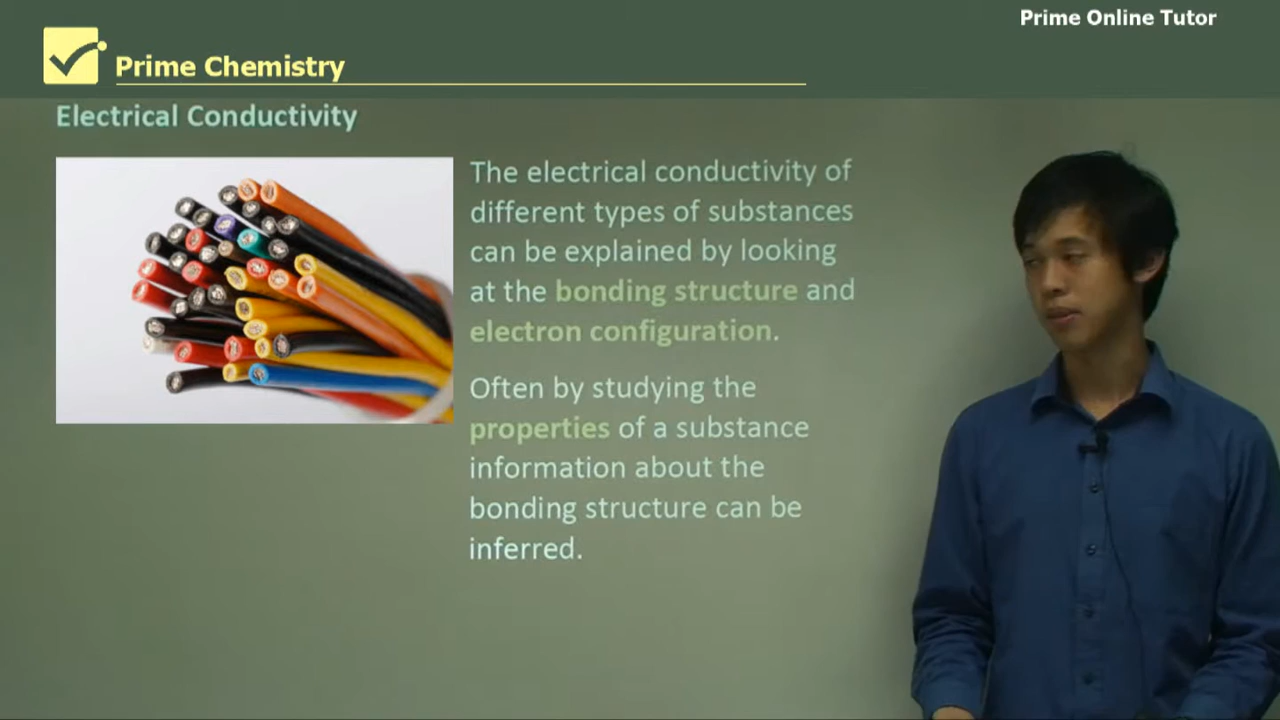 Prime Online Tutor
Prime Chemistry
Electrical Conductivity
The electrical conductivity of
different types of substances
can be explained by looking
at the bonding structure and
electron configuration.
Often by studying the
properties of a substance
information about the
bonding structure can be
inferred.